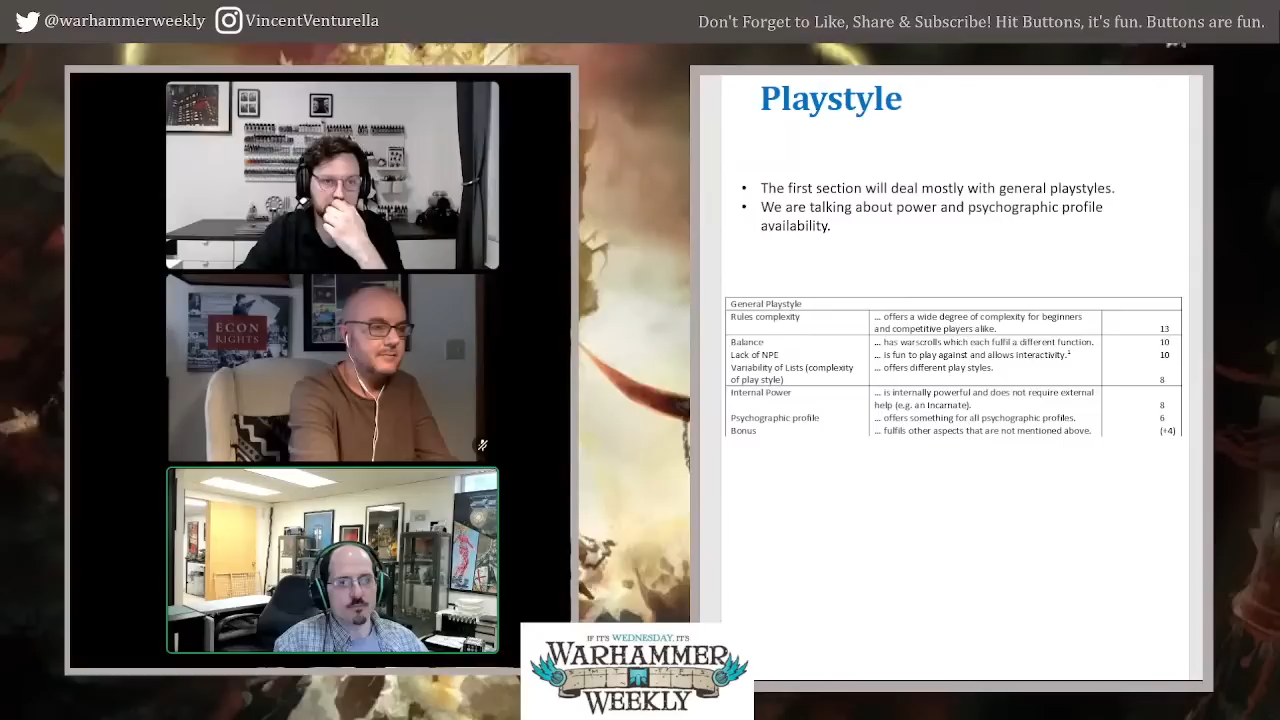 @warhammerweekly VincentVenturella
Don't Forget to Like, Share & Subscribe! Hit Buttons, it's fun. Buttons are fun.
ECON
RIGHTS
IF IT'S WEDNESDAY, IT'S
WARHAMMER
WEEKLY
Playstyle
• The first section will deal mostly with general playstyles.
• We are talking about power and psychographic profile
availability.
General Playstyle
Rules complexity ... offers a wide degree of complexity for beginners
and competitive players alike. 13
Balance ... has warscrolls which each fulfil a different function. 10
Lack of NPE ... is fun to play against and allows interactivity.¹ 10
Variability of Lists (complexity ... offers different play styles.
of play style) 8
Internal Power ... is internally powerful and does not require external
help (e.g. an Incarnate). 8
Psychographic profile ... offers something for all psychographic profiles. 6
Bonus ... fulfils other aspects that are not mentioned above. (+4)